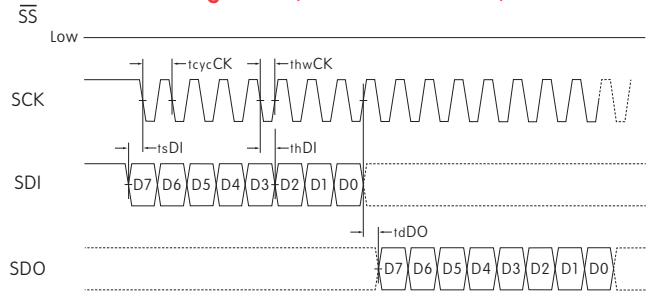 SS
Low
tcycCK
thwCK
SCK
tsDI
thDI
SDI
D7 D6 D5 D4 D3 D2 D1 D0
tdDO
SDO
D7 D6 D5 D4 D3 D2 D1 D0